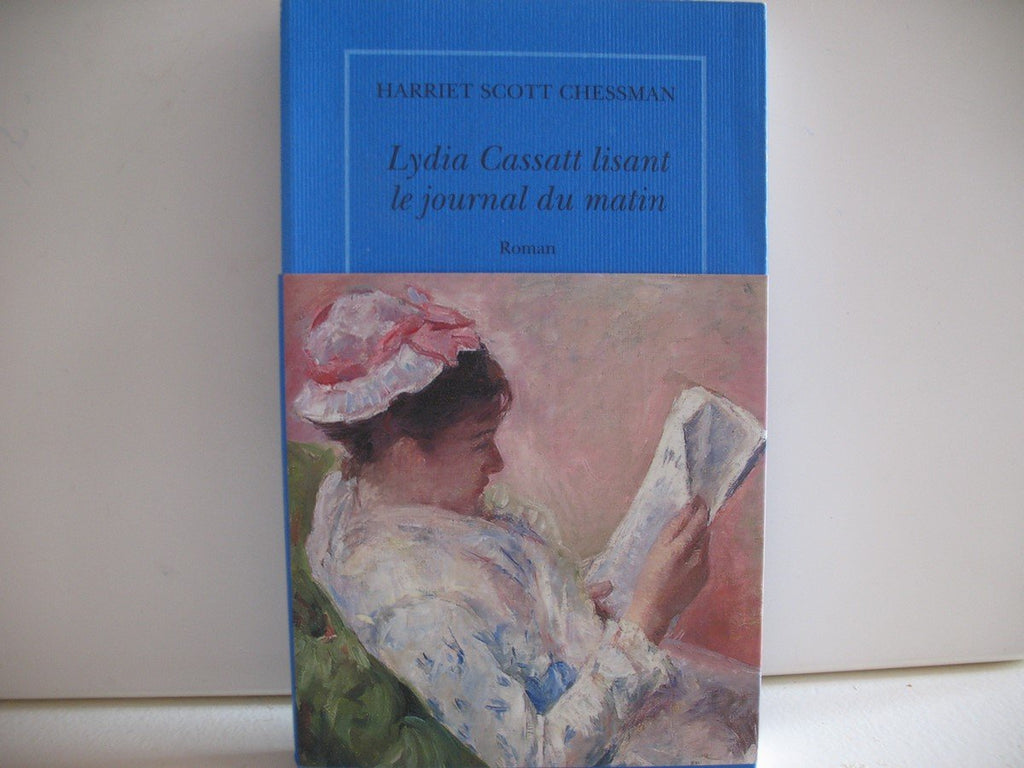 HARRIET SCOTT CHESSMAN
Lydia Cassatt lisant
le journal du matin
Roman